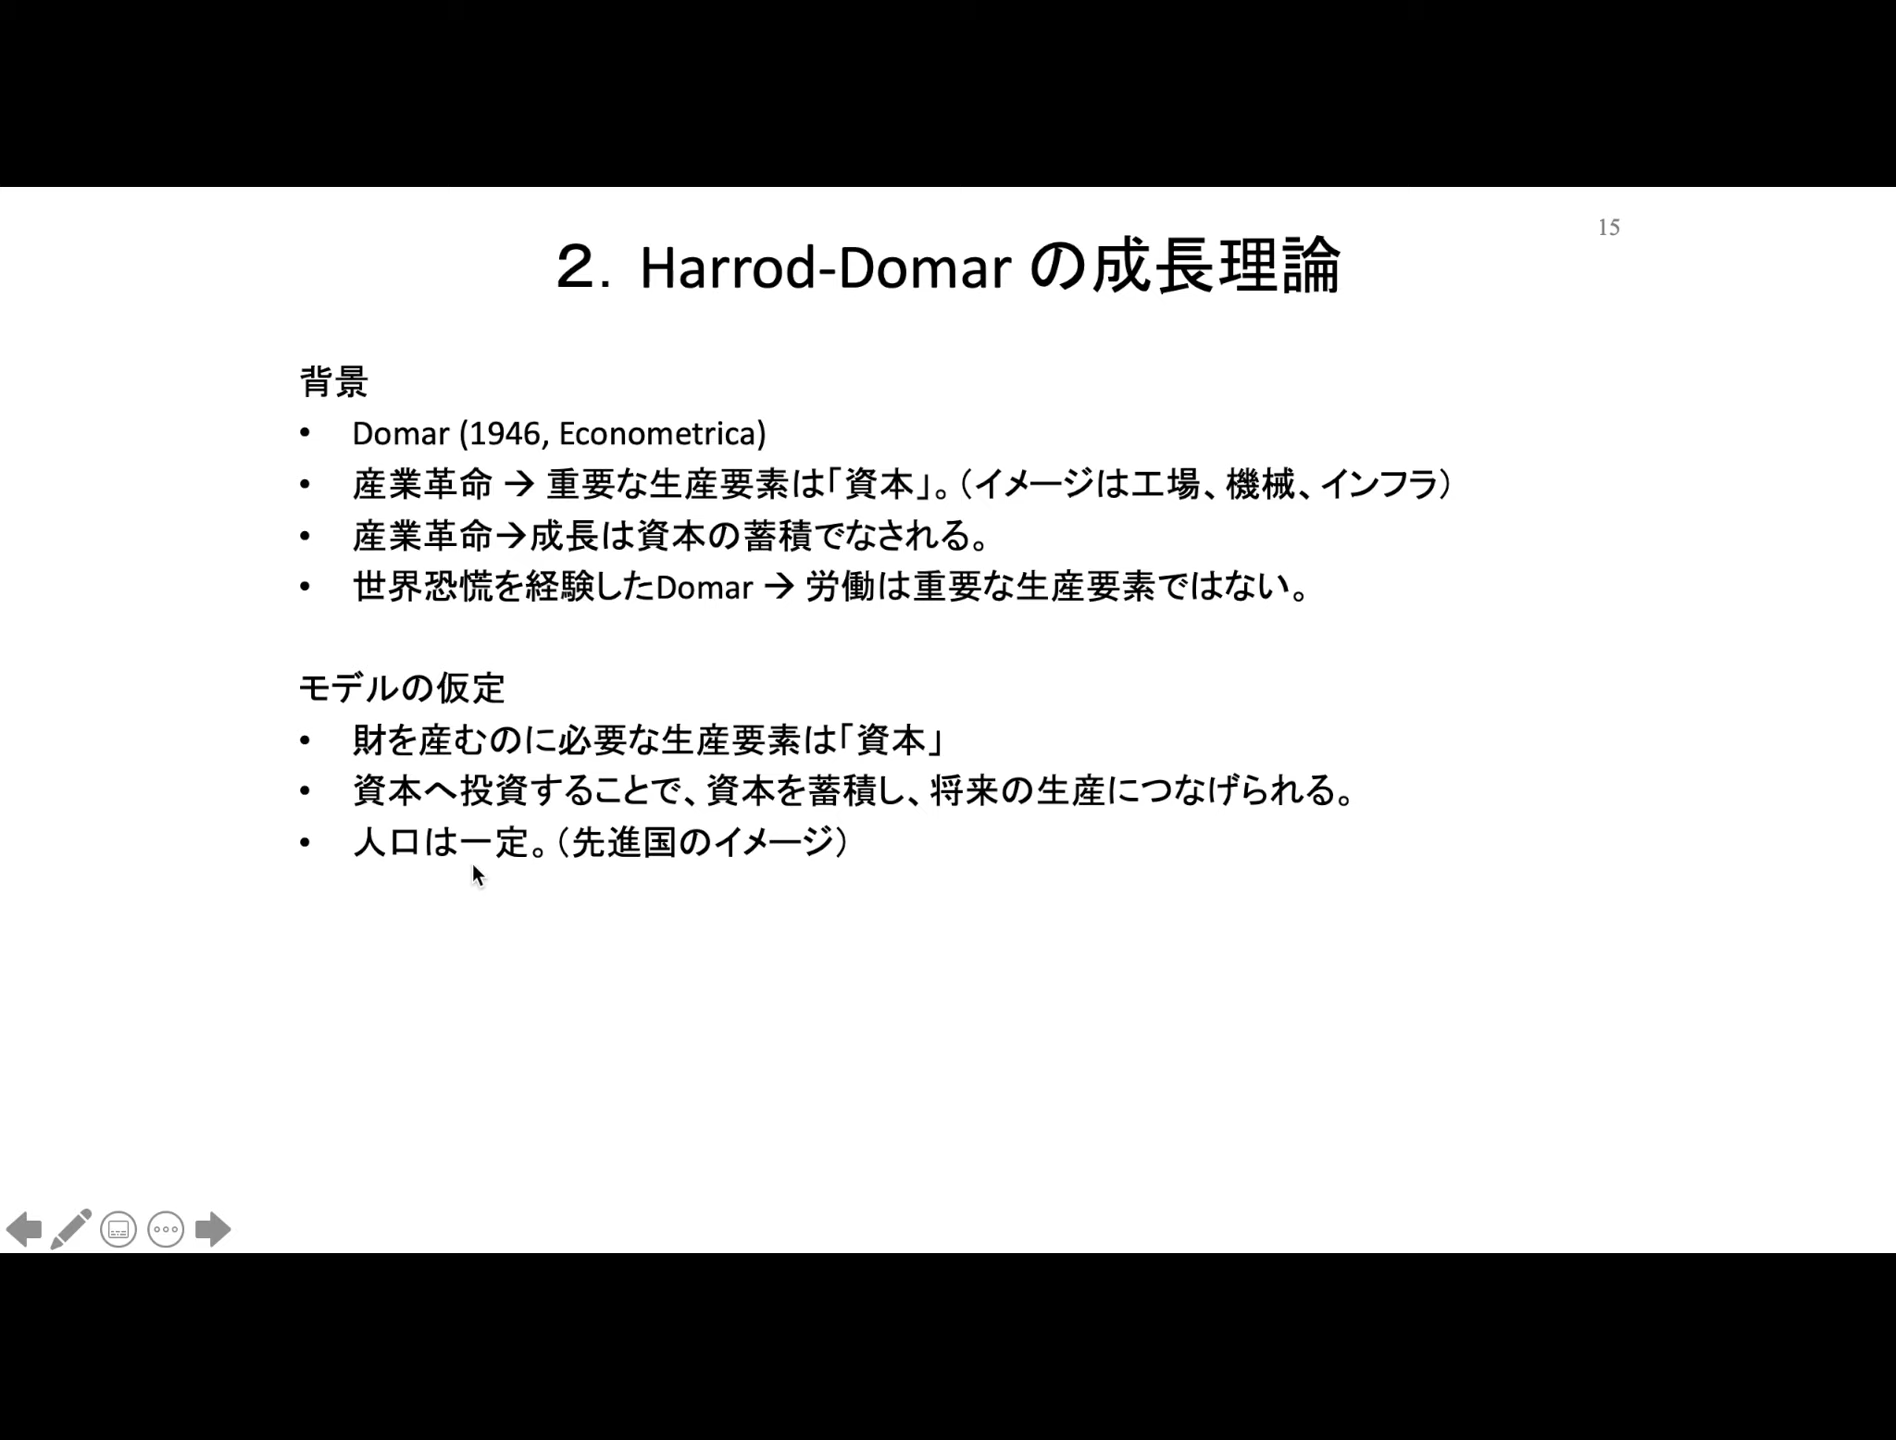 15
２．Harrod-Domar の成長理論
背景
• Domar (1946, Econometrica)
• 産業革命 → 重要な生産要素は「資本」。（イメージは工場、機械、インフラ）
• 産業革命→成長は資本の蓄積でなされる。
• 世界恐慌を経験したDomar → 労働は重要な生産要素ではない。
モデルの仮定
• 財を産むのに必要な生産要素は「資本」
• 資本へ投資することで、資本を蓄積し、将来の生産につなげられる。
• 人口は一定。（先進国のイメージ）